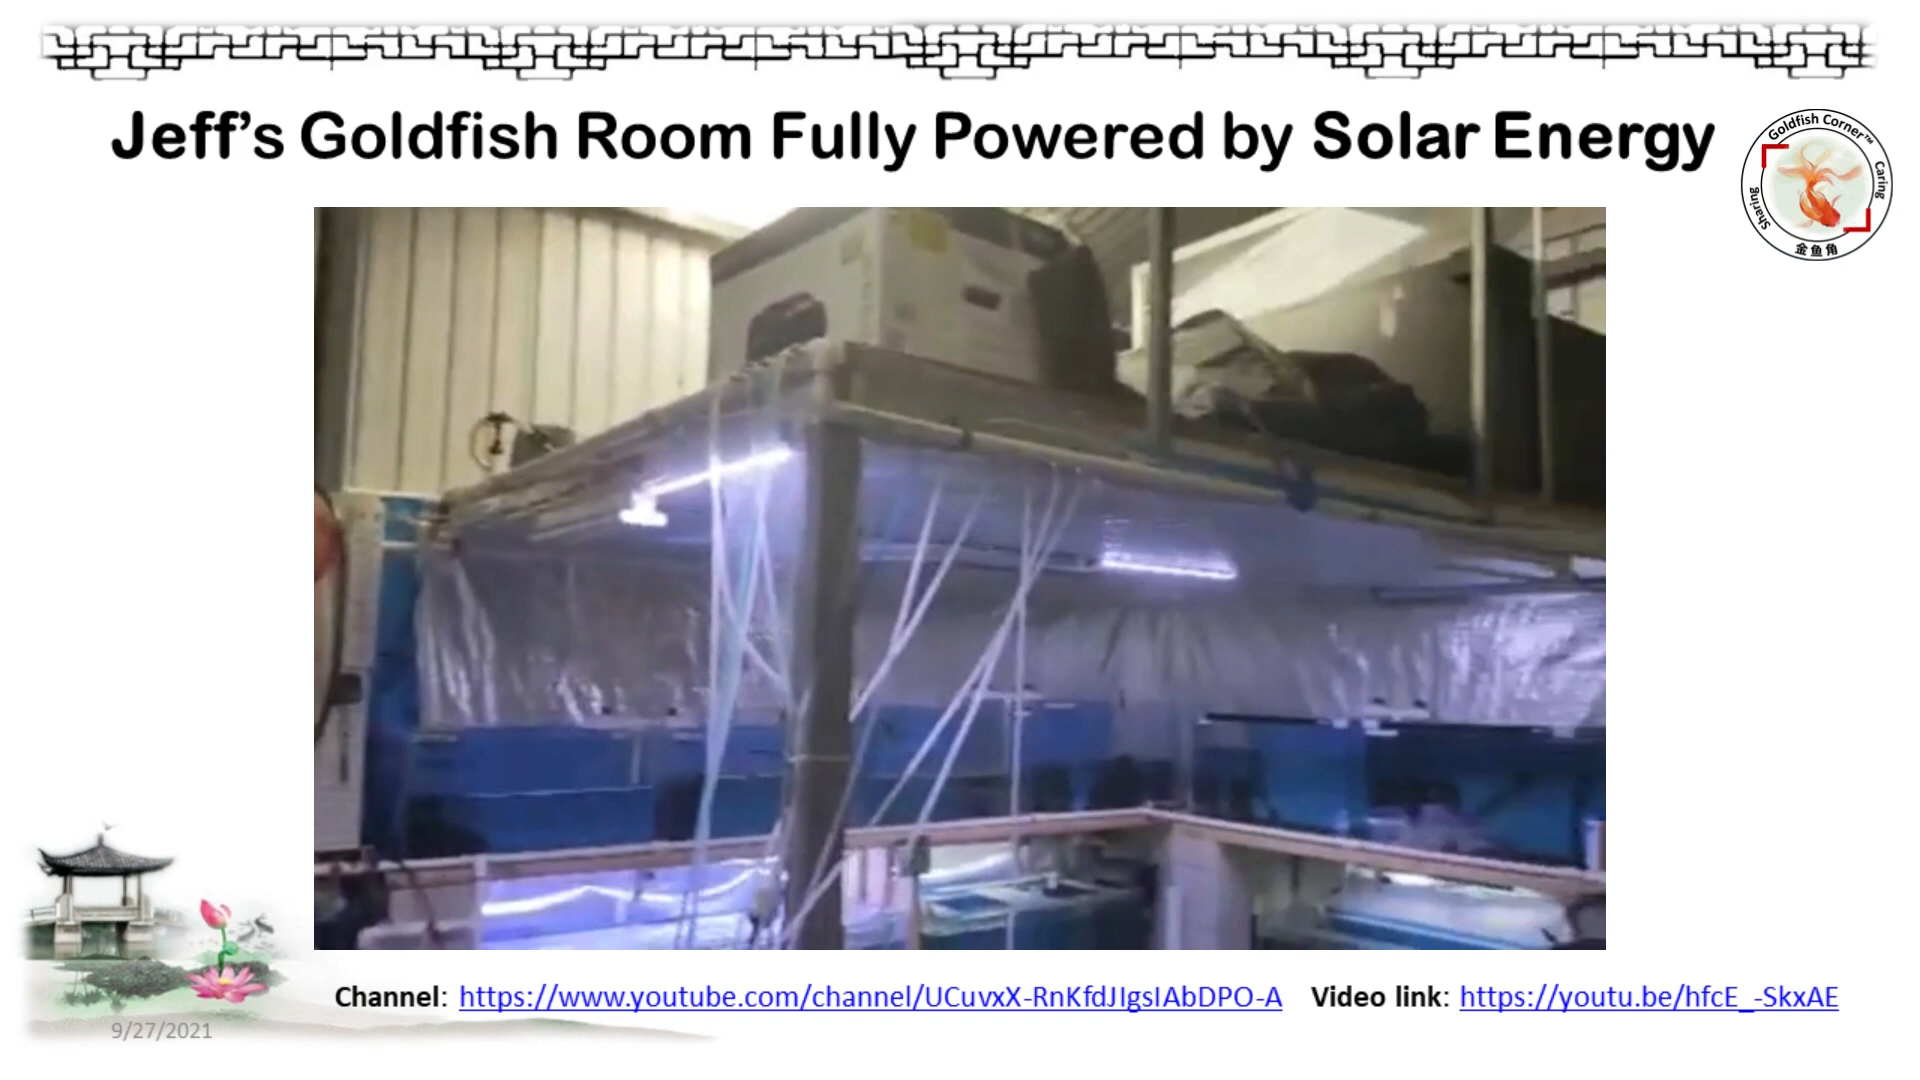 Jeff’s Goldfish Room Fully Powered by Solar Energy
Goldfish Corner™
Caring
Sharing
金鱼角
Channel: https://www.youtube.com/channel/UCuvxX-RnKfdJIgsIAbDPO-A Video link: https://youtu.be/hfcE_-SkxAE
9/27/2021